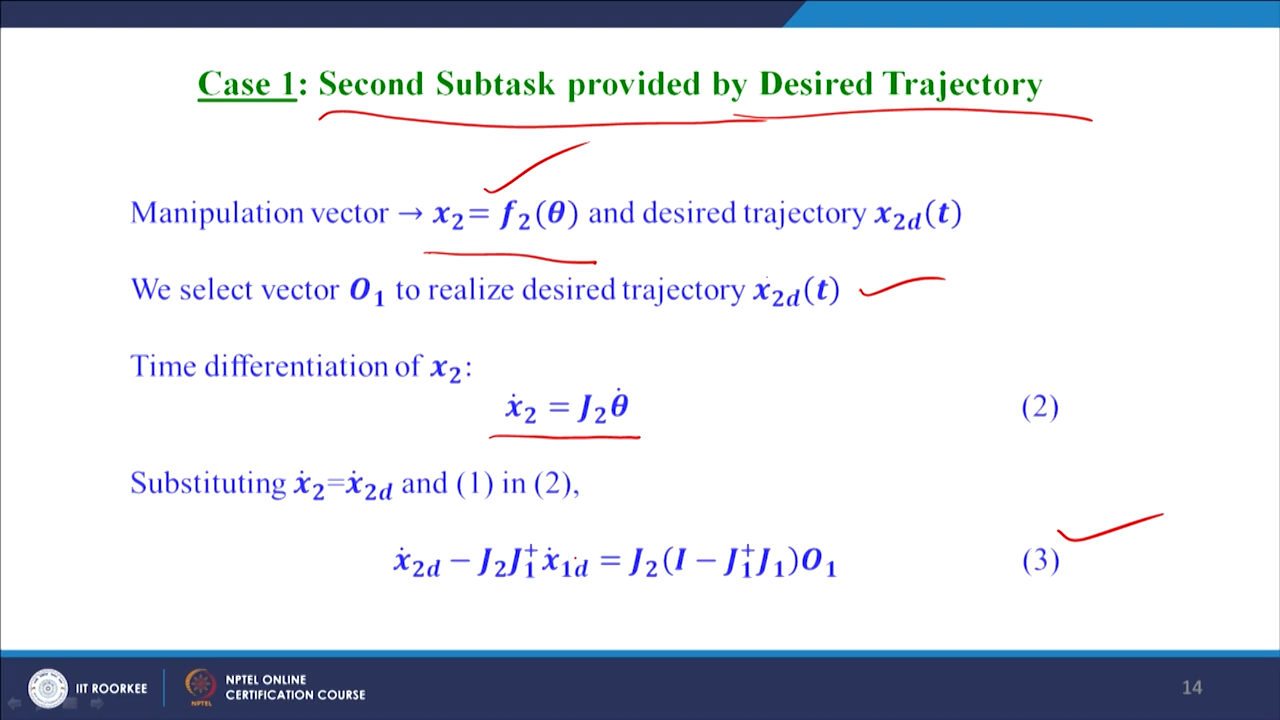 Case 1: Second Subtask provided by Desired Trajectory
Manipulation vector → x₂= f₂(θ) and desired trajectory x₂d(t)
We select vector O₁ to realize desired trajectory x₂d(t)
Time differentiation of x₂:
ẋ₂ = J₂θ̇ (2)
Substituting ẋ₂=ẋ₂d and (1) in (2),
ẋ₂d − J₂J₁⁺ẋ₁d = J₂(I − J₁⁺J₁)O₁ (3)
IIT ROORKEE
NPTEL
NPTEL ONLINE
CERTIFICATION COURSE
14